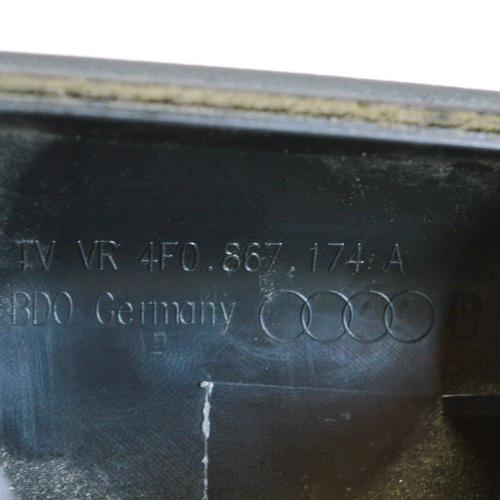 TV VR 4F0.867.174 A
BDO Germany